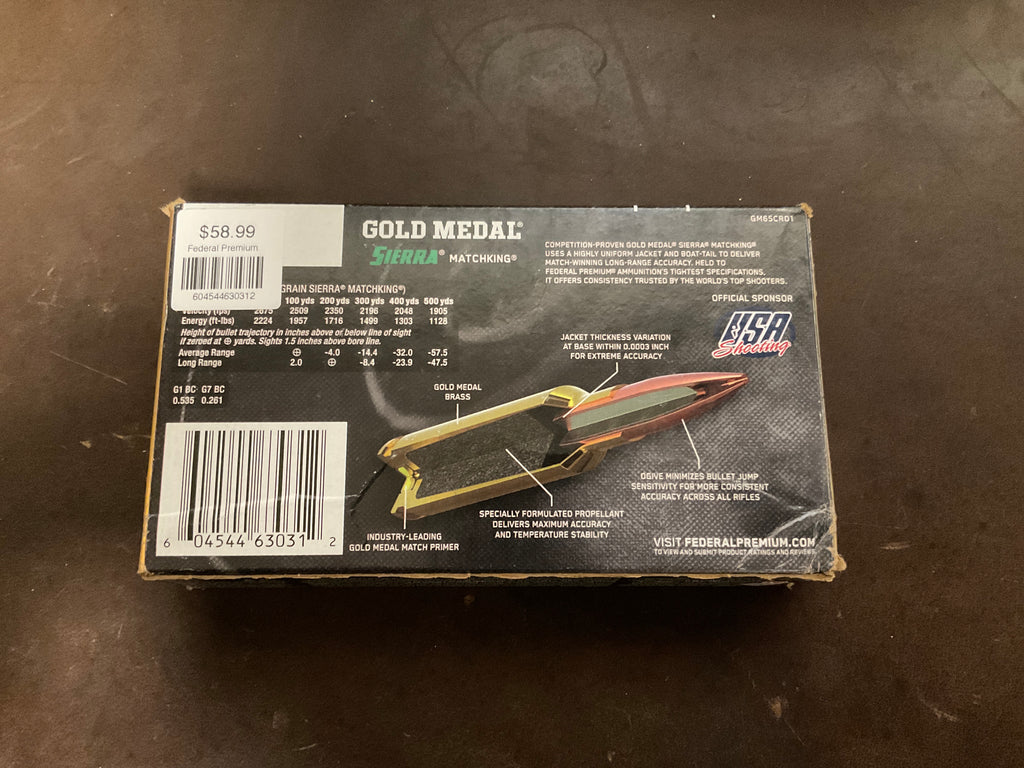 $58.99
Federal Premium
604544630312
GOLD MEDAL®
SIERRA® MATCHKING®
GM65CRD1
COMPETITION-PROVEN GOLD MEDAL® SIERRA® MATCHKING®
USES A HIGHLY UNIFORM JACKET AND BOAT-TAIL TO DELIVER
MATCH-WINNING LONG-RANGE ACCURACY. HELD TO
FEDERAL PREMIUM® AMMUNITION'S TIGHTEST SPECIFICATIONS,
IT OFFERS CONSISTENCY TRUSTED BY THE WORLD'S TOP SHOOTERS.
OFFICIAL SPONSOR
USA
Shooting
GRAIN SIERRA® MATCHKING®)
100 yds 200 yds 300 yds 400 yds 500 yds
Velocity (fps) 2675 2509 2350 2196 2048 1905
Energy (ft-lbs) 2224 1957 1716 1499 1303 1128
Height of bullet trajectory in inches above or below line of sight
if zeroed at ⊕ yards. Sights 1.5 inches above bore line.
Average Range ⊕ -4.0 -14.4 -32.0 -57.5
Long Range 2.0 ⊕ -8.4 -23.9 -47.5
G1 BC G7 BC
0.535 0.261
JACKET THICKNESS VARIATION
AT BASE WITHIN 0.0003 INCH
FOR EXTREME ACCURACY
GOLD MEDAL
BRASS
OGIVE MINIMIZES BULLET JUMP
SENSITIVITY FOR MORE CONSISTENT
ACCURACY ACROSS ALL RIFLES
SPECIALLY FORMULATED PROPELLANT
DELIVERS MAXIMUM ACCURACY
AND TEMPERATURE STABILITY
INDUSTRY-LEADING
GOLD MEDAL MATCH PRIMER
6 04544 63031 2
VISIT FEDERALPREMIUM.COM
TO VIEW AND SUBMIT PRODUCT RATINGS AND REVIEWS